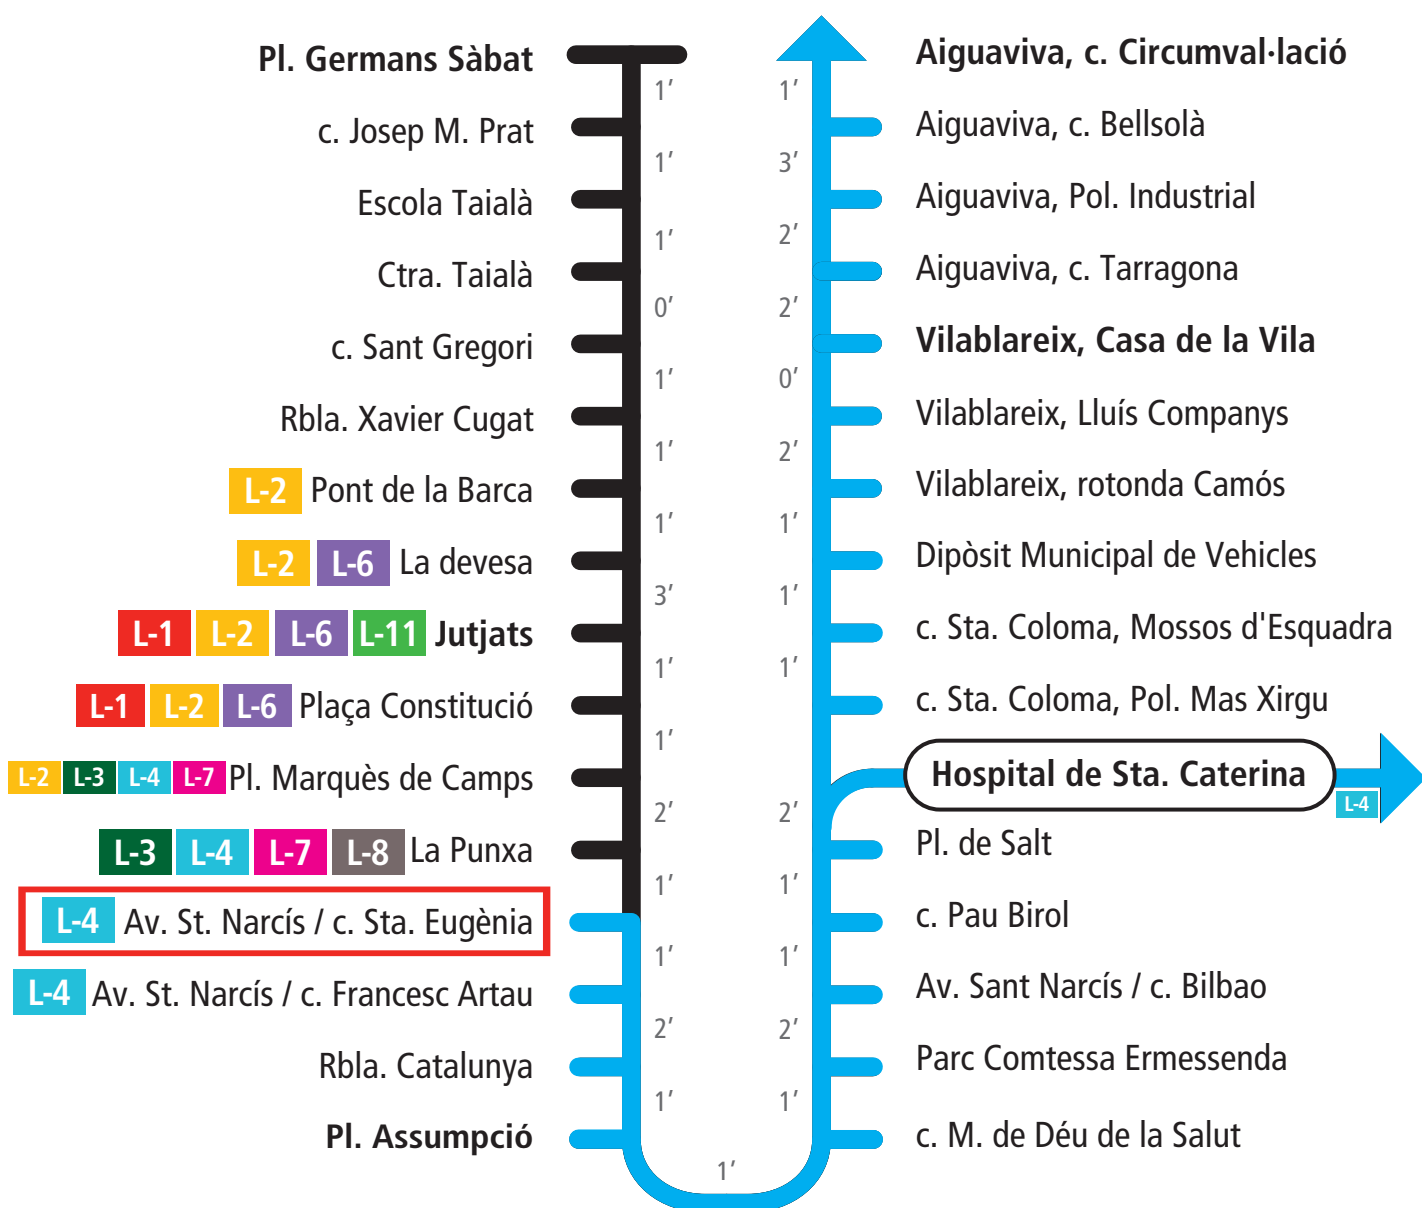 Pl. Germans Sàbat
1’
c. Josep M. Prat
1’
Escola Taialà
1’
Ctra. Taialà
0’
c. Sant Gregori
1’
Rbla. Xavier Cugat
1’
L-2 Pont de la Barca
1’
L-2 L-6 La devesa
3’
L-1 L-2 L-6 L-11 Jutjats
1’
L-1 L-2 L-6 Plaça Constitució
1’
L-2 L-3 L-4 L-7 Pl. Marquès de Camps
2’
L-3 L-4 L-7 L-8 La Punxa
1’
L-4 Av. St. Narcís / c. Sta. Eugènia
1’
L-4 Av. St. Narcís / c. Francesc Artau
2’
Rbla. Catalunya
1’
Pl. Assumpció
1’
Aiguaviva, c. Circumval·lació
1’
Aiguaviva, c. Bellsolà
3’
Aiguaviva, Pol. Industrial
2’
Aiguaviva, c. Tarragona
2’
Vilablareix, Casa de la Vila
0’
Vilablareix, Lluís Companys
2’
Vilablareix, rotonda Camós
1’
Dipòsit Municipal de Vehicles
1’
c. Sta. Coloma, Mossos d'Esquadra
1’
c. Sta. Coloma, Pol. Mas Xirgu
Hospital de Sta. Caterina
L-4
2’
Pl. de Salt
1’
c. Pau Birol
1’
Av. Sant Narcís / c. Bilbao
2’
Parc Comtessa Ermessenda
1’
c. M. de Déu de la Salut